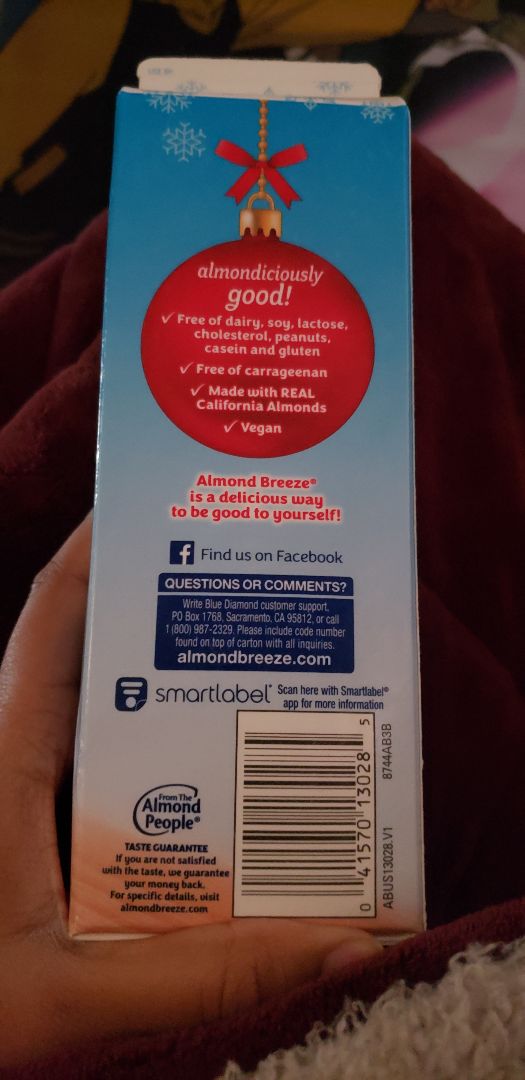 USE BY
almondiciously
good!
✓ Free of dairy, soy, lactose,
cholesterol, peanuts,
casein and gluten
✓ Free of carrageenan
✓ Made with REAL
California Almonds
✓ Vegan
Almond Breeze®
is a delicious way
to be good to yourself!
f Find us on Facebook
QUESTIONS OR COMMENTS?
Write Blue Diamond customer support,
PO Box 1768, Sacramento, CA 95812, or call
1 (800) 987-2329. Please include code number
found on top of carton with all inquiries.
almondbreeze.com
smartlabel® Scan here with Smartlabel®
app for more information
From The
Almond
People®
TASTE GUARANTEE
If you are not satisfied
with the taste, we guarantee
your money back.
For specific details, visit
almondbreeze.com
0 41570 13028 5
ABUS13028.V1 8744AB3B